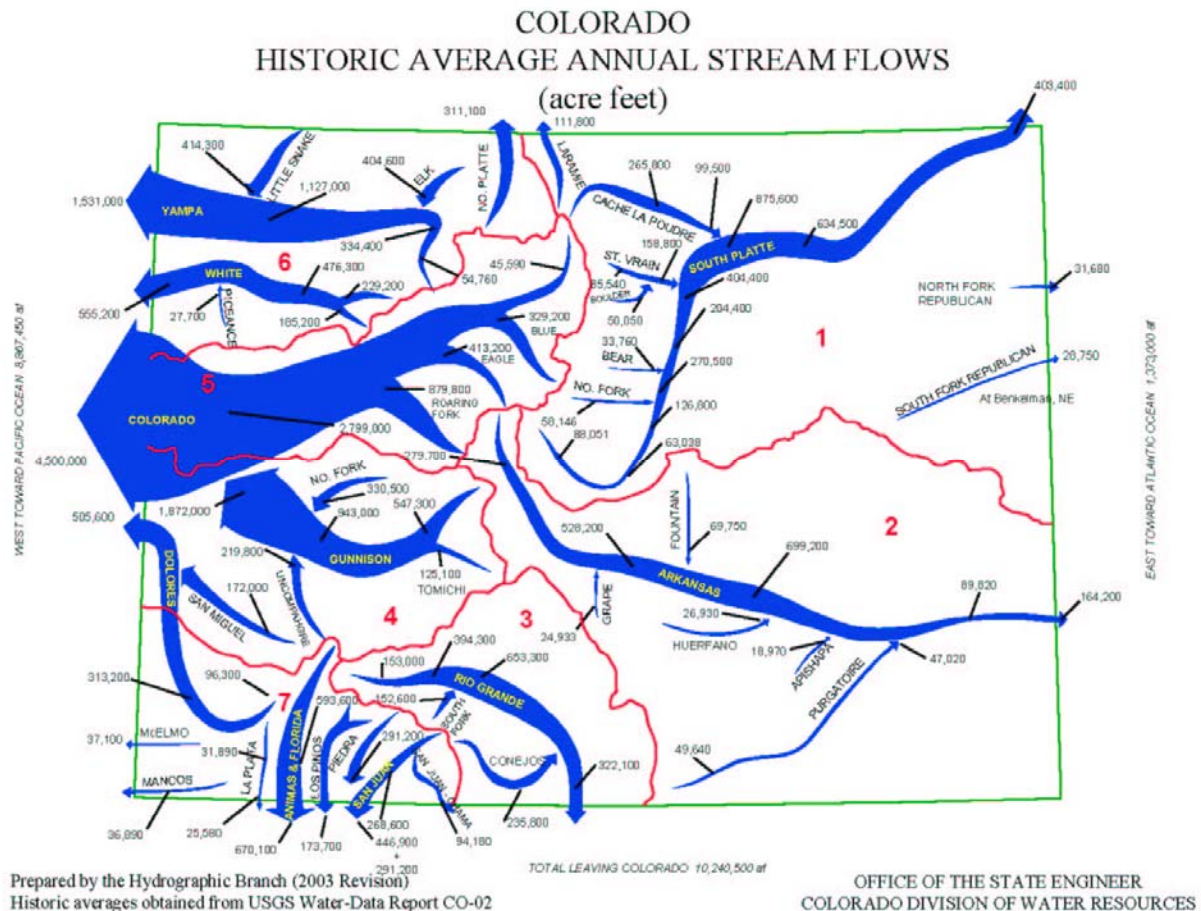 COLORADO
HISTORIC AVERAGE ANNUAL STREAM FLOWS
(acre feet)
403,400
311,100
111,800
LARAMIE
414,300
LITTLE SNAKE
404,600
ELK
NO. PLATTE
265,800
99,500
1,127,000
CACHE LA POUDRE
875,600
1,531,000
YAMPA
158,800
634,500
334,400
ST. VRAIN
SOUTH PLATTE
6
45,590
WHITE
476,300
229,200
54,760
85,540
404,400
31,680
BOULDER
NORTH FORK
REPUBLICAN
27,700
PICEANCE
185,200
329,200
BLUE
50,050
204,400
33,760
1
413,200
EAGLE
BEAR
270,500
SOUTH FORK REPUBLICAN
5
879,800
ROARING
FORK
NO. FORK
At Benkelman, NE
COLORADO
126,800
58,146
88,051
63,038
2,799,000
279,700
WEST TOWARD PACIFIC OCEAN
EAST TOWARD ATLANTIC OCEAN 1,373,000 af
NO. FORK
330,500
547,300
1,872,000
943,000
505,600
528,200
FOUNTAIN
69,750
2
699,200
219,800
GUNNISON
DOLORES
125,100
TOMICHI
ARKANSAS
89,820
172,000
UNCOMPAHGRE
164,200
SAN MIGUEL
4
3
GRAPE
26,930
24,933
HUERFANO
394,300
18,970
APISHAPA
47,020
153,000
653,300
96,300
PURGATOIRE
313,200
7
593,600
152,600
RIO GRANDE
McELMO
SOUTH FORK
37,100
31,890
LA PLATA
ANIMAS & FLORIDA
LOS PINOS
PIEDRA
291,200
SAN JUAN
SAN JUAN - CHAMA
CONEJOS
322,100
49,640
MANCOS
36,890
25,580
268,600
235,800
670,100
173,700
446,900
+
291,200
94,180
TOTAL LEAVING COLORADO 10,240,500 af
Prepared by the Hydrographic Branch (2003 Revision)
Historic averages obtained from USGS Water-Data Report CO-02
OFFICE OF THE STATE ENGINEER
COLORADO DIVISION OF WATER RESOURCES